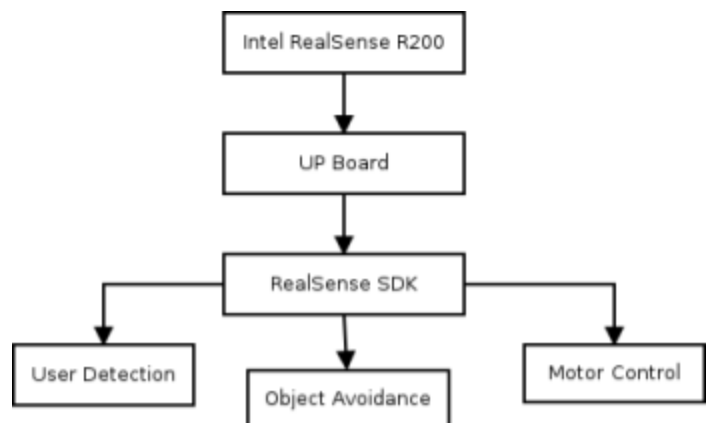 Intel RealSense R200
UP Board
RealSense SDK
User Detection
Object Avoidance
Motor Control